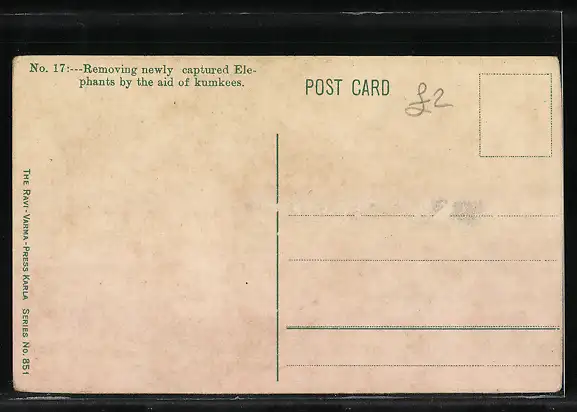 No. 17:---Removing newly captured Ele-
phants by the aid of kumkees.
POST CARD
£2
THE RAVI-VARMA-PRESS KARLA SERIES No. 851